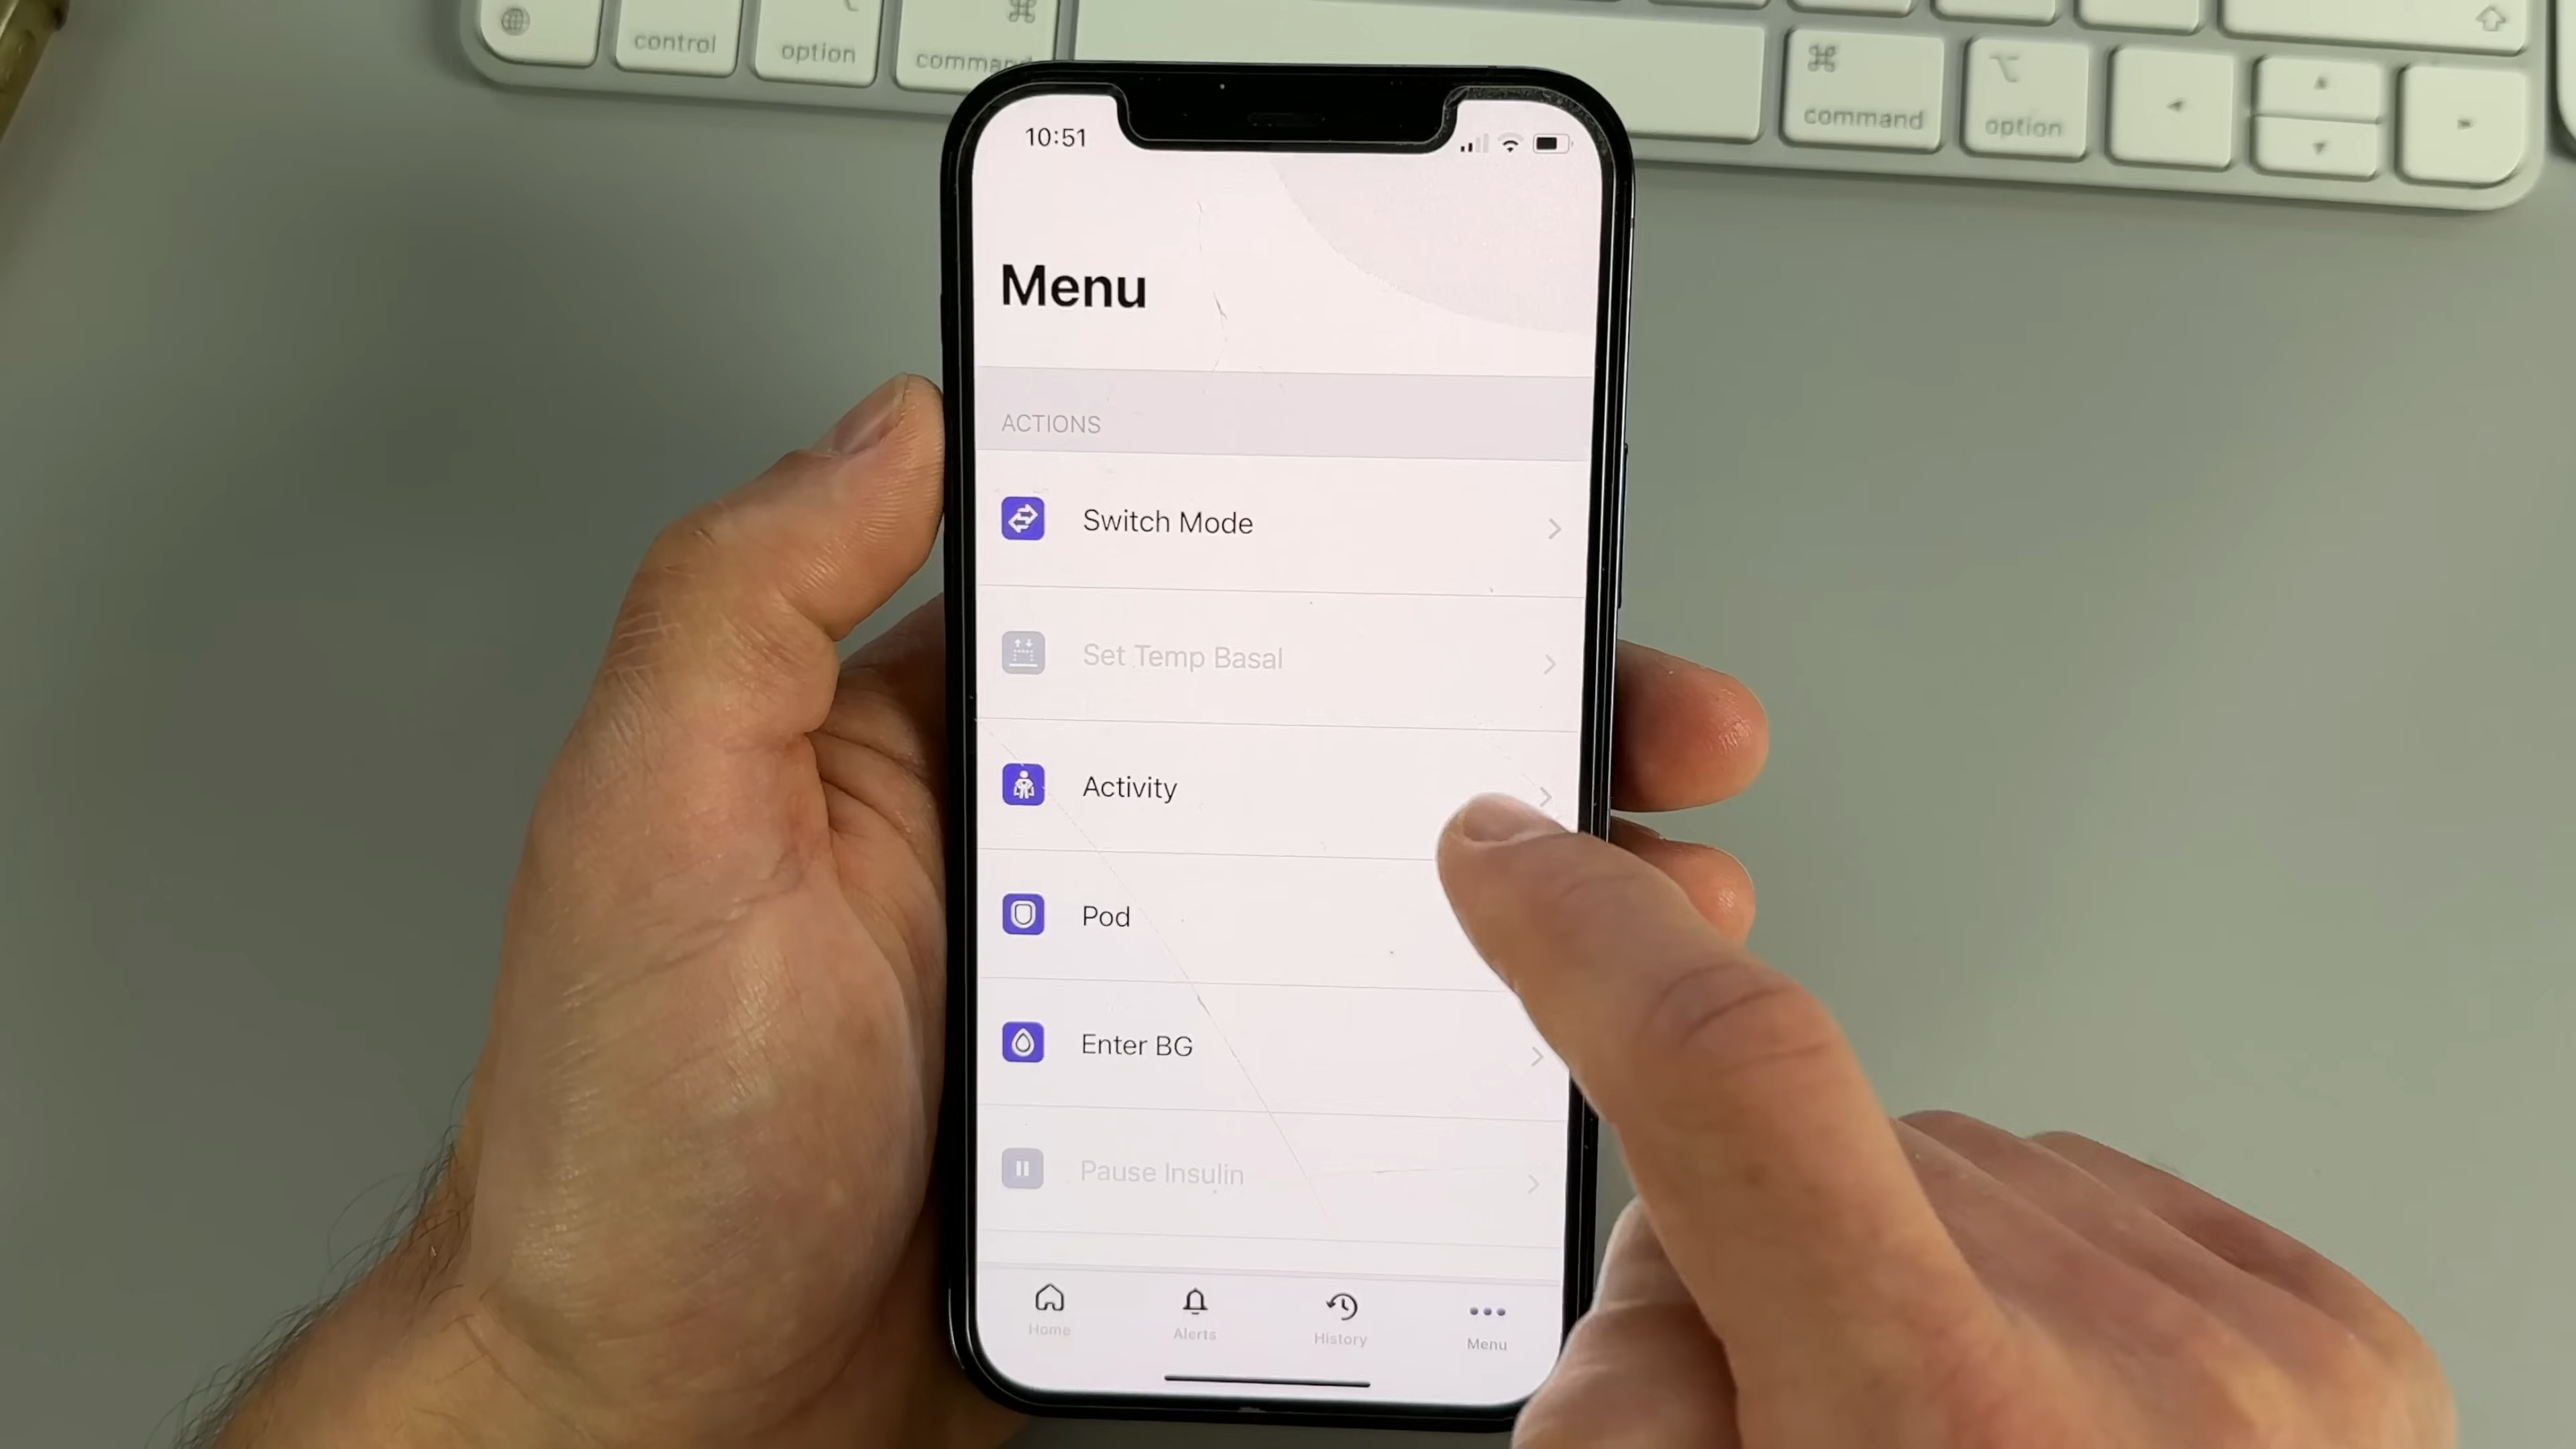 control
option
command
command
option
10:51
Menu
ACTIONS
Switch Mode
Set Temp Basal
Activity
Pod
Enter BG
Pause Insulin
Home
Alerts
History
Menu